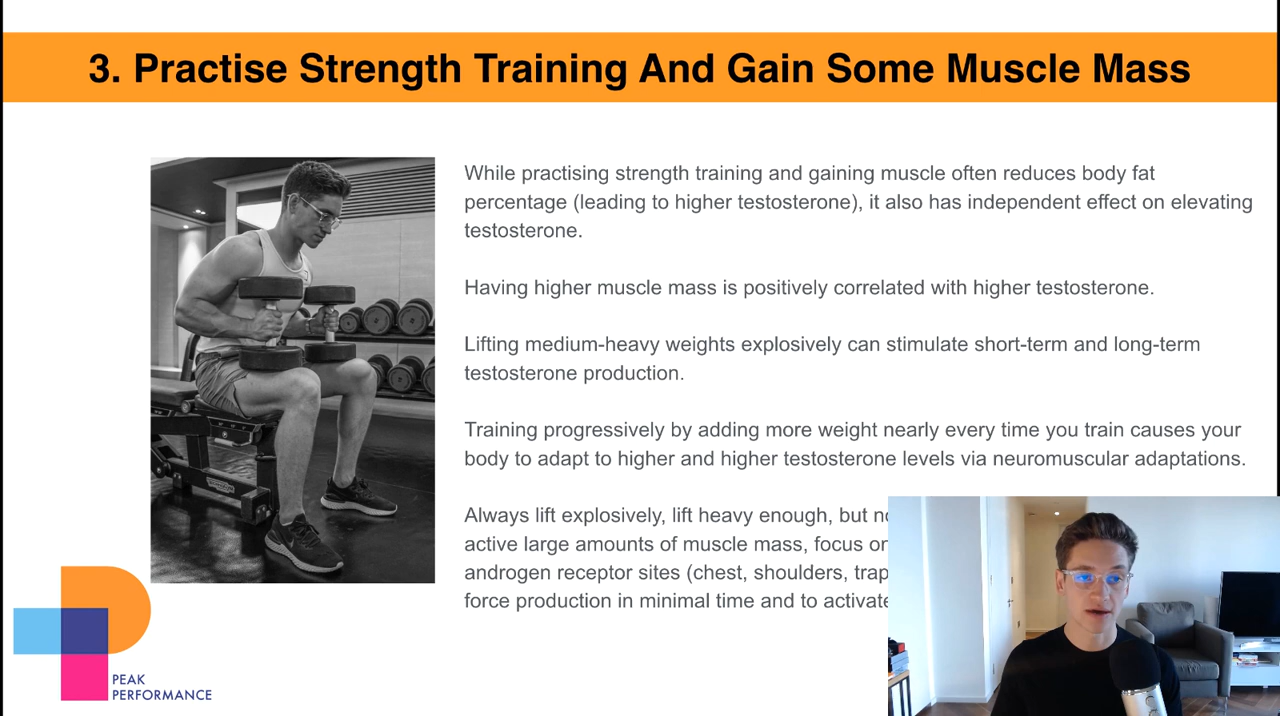 3. Practise Strength Training And Gain Some Muscle Mass
While practising strength training and gaining muscle often reduces body fat
percentage (leading to higher testosterone), it also has independent effect on elevating
testosterone.
Having higher muscle mass is positively correlated with higher testosterone.
Lifting medium-heavy weights explosively can stimulate short-term and long-term
testosterone production.
Training progressively by adding more weight nearly every time you train causes your
body to adapt to higher and higher testosterone levels via neuromuscular adaptations.
Always lift explosively, lift heavy enough, but
active large amounts of muscle mass, focus
androgen receptor sites (chest, shoulders,
force production in minimal time and to
PEAK
PERFORMANCE